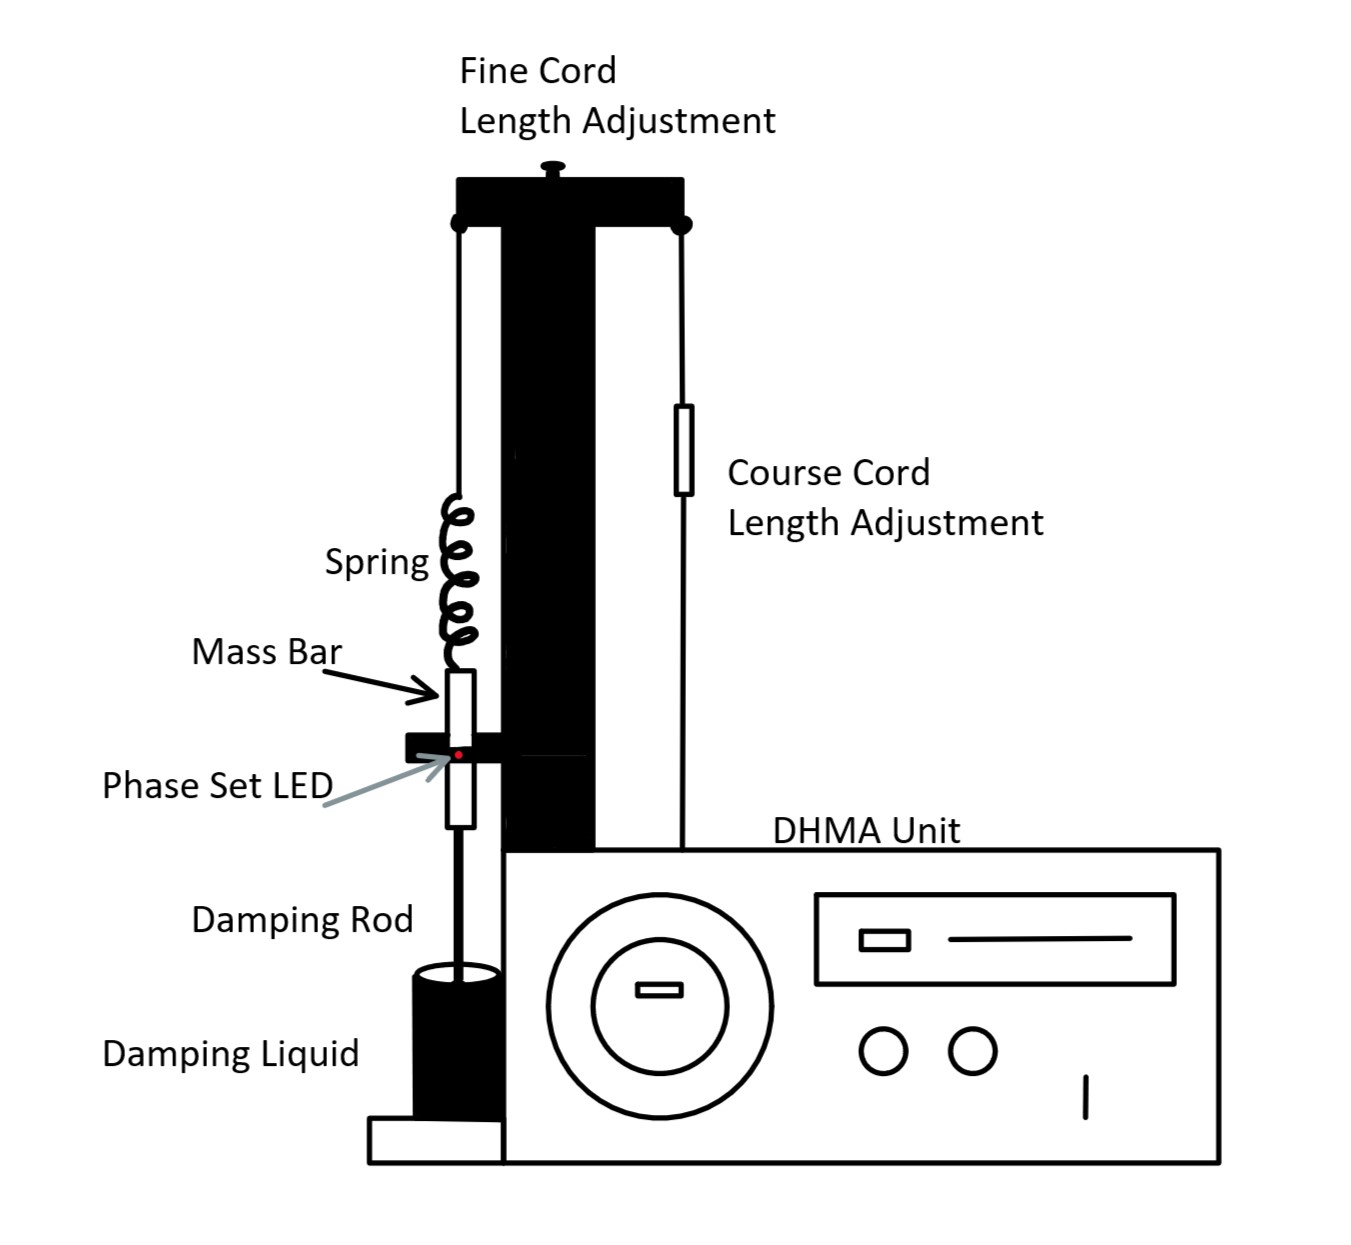 Fine Cord
Length Adjustment
Course Cord
Length Adjustment
Spring
Mass Bar
Phase Set LED
DHMA Unit
Damping Rod
Damping Liquid